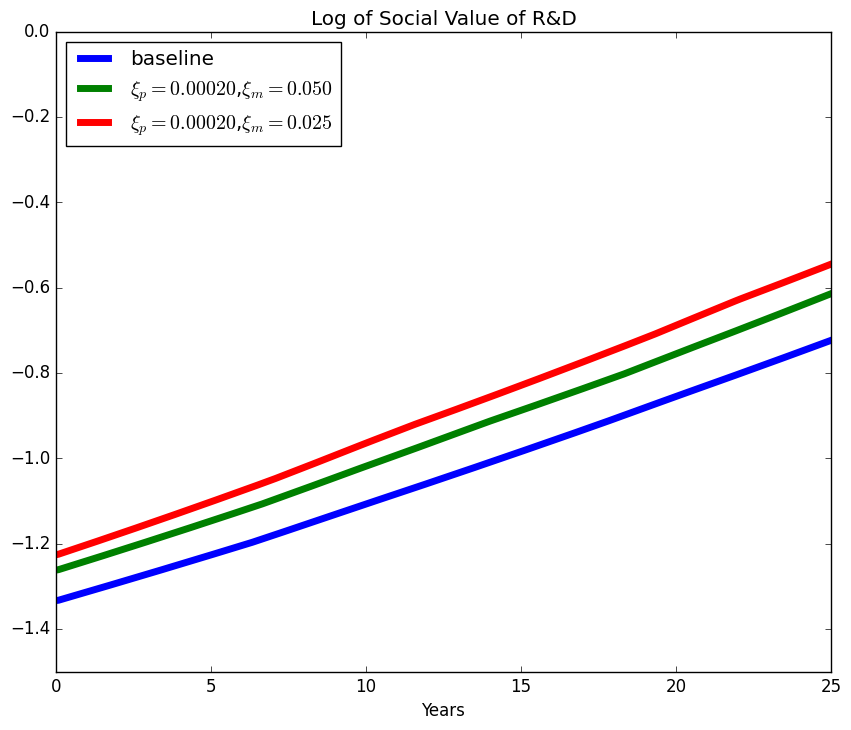 Log of Social Value of R&D
0.0
−0.2
−0.4
−0.6
−0.8
−1.0
−1.2
−1.4
baseline
ξp = 0.00020,ξm = 0.050
ξp = 0.00020,ξm = 0.025
0 5 10 15 20 25
Years